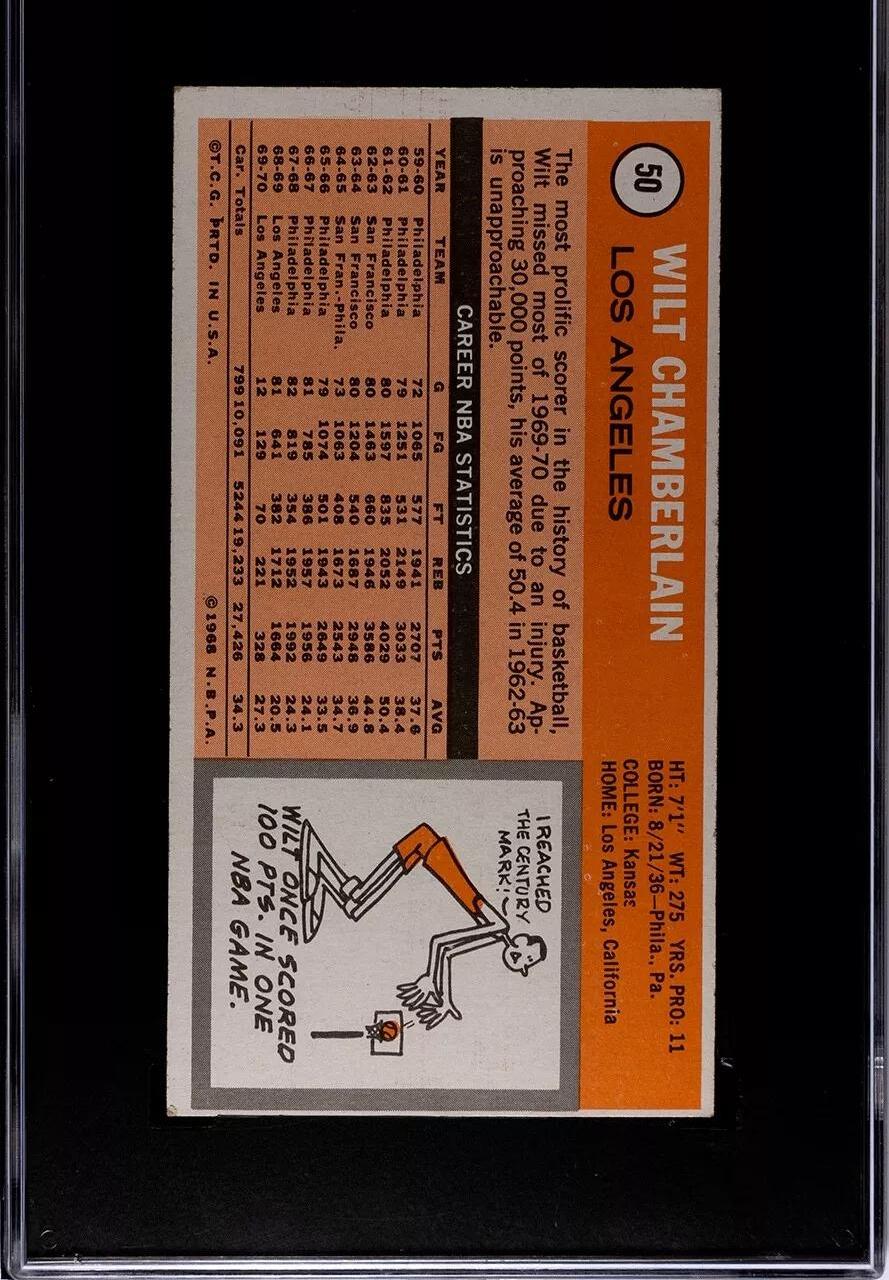 50
WILT CHAMBERLAIN
LOS ANGELES
HT: 7'1" WT: 275 YRS. PRO: 11
BORN: 8/21/36—Phila., Pa.
COLLEGE: Kansas
HOME: Los Angeles, California
The most prolific scorer in the history of basketball,
Wilt missed most of 1969-70 due to an injury. Ap-
proaching 30,000 points, his average of 50.4 in 1962-63
is unapproachable.
CAREER NBA STATISTICS
YEAR TEAM G FG FT REB PTS AVG
59-60 Philadelphia 72 1065 577 1941 2707 37.6
60-61 Philadelphia 79 1251 531 2149 3033 38.4
61-62 Philadelphia 80 1597 835 2052 4029 50.4
62-63 San Francisco 80 1463 660 1946 3586 44.8
63-64 San Francisco 80 1204 540 1687 2948 36.9
64-65 San Fran.-Phila. 73 1063 408 1673 2543 34.7
65-66 Philadelphia 79 1074 501 1943 2649 33.5
66-67 Philadelphia 81 785 386 1957 1956 24.1
67-68 Philadelphia 82 819 354 1952 1992 24.3
68-69 Los Angeles 81 641 382 1712 1664 20.5
69-70 Los Angeles 12 129 70 221 328 27.3
Car. Totals 799 10,091 5244 19,233 27,426 34.3
©T.C.G. PRTD. IN U.S.A. ©1968 N.B.P.A.
I REACHED
THE CENTURY
MARK!
WILT ONCE SCORED
100 PTS. IN ONE
NBA GAME.